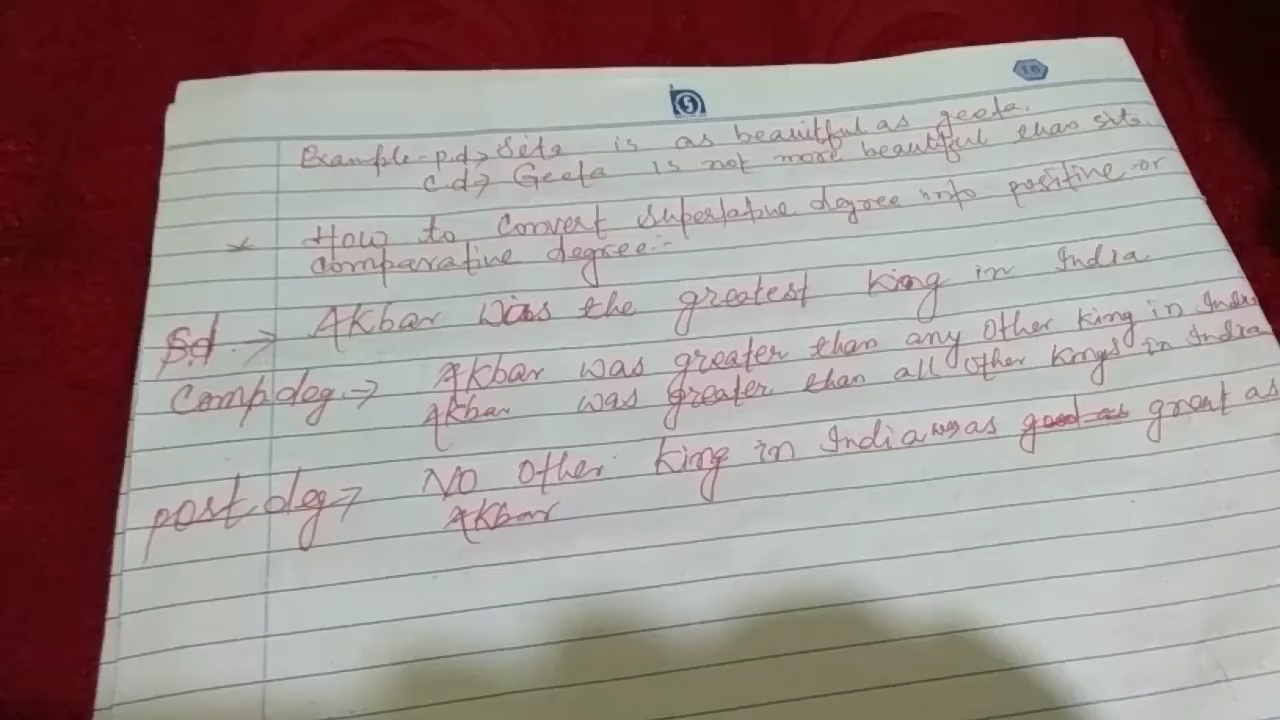 10
Example- p.d→ Sita is as beauitful as geeta.
c.d→ Geeta is not more beautiful than sita
* How to convert superlative degree into positive or
comparative degree:-
S.d → Akbar was the greatest king in India.
Comp deg. → Akbar was greater than any other king in India
Akbar was greater than all other kings in India
post deg → No other king in India was as good as great as
Akbar